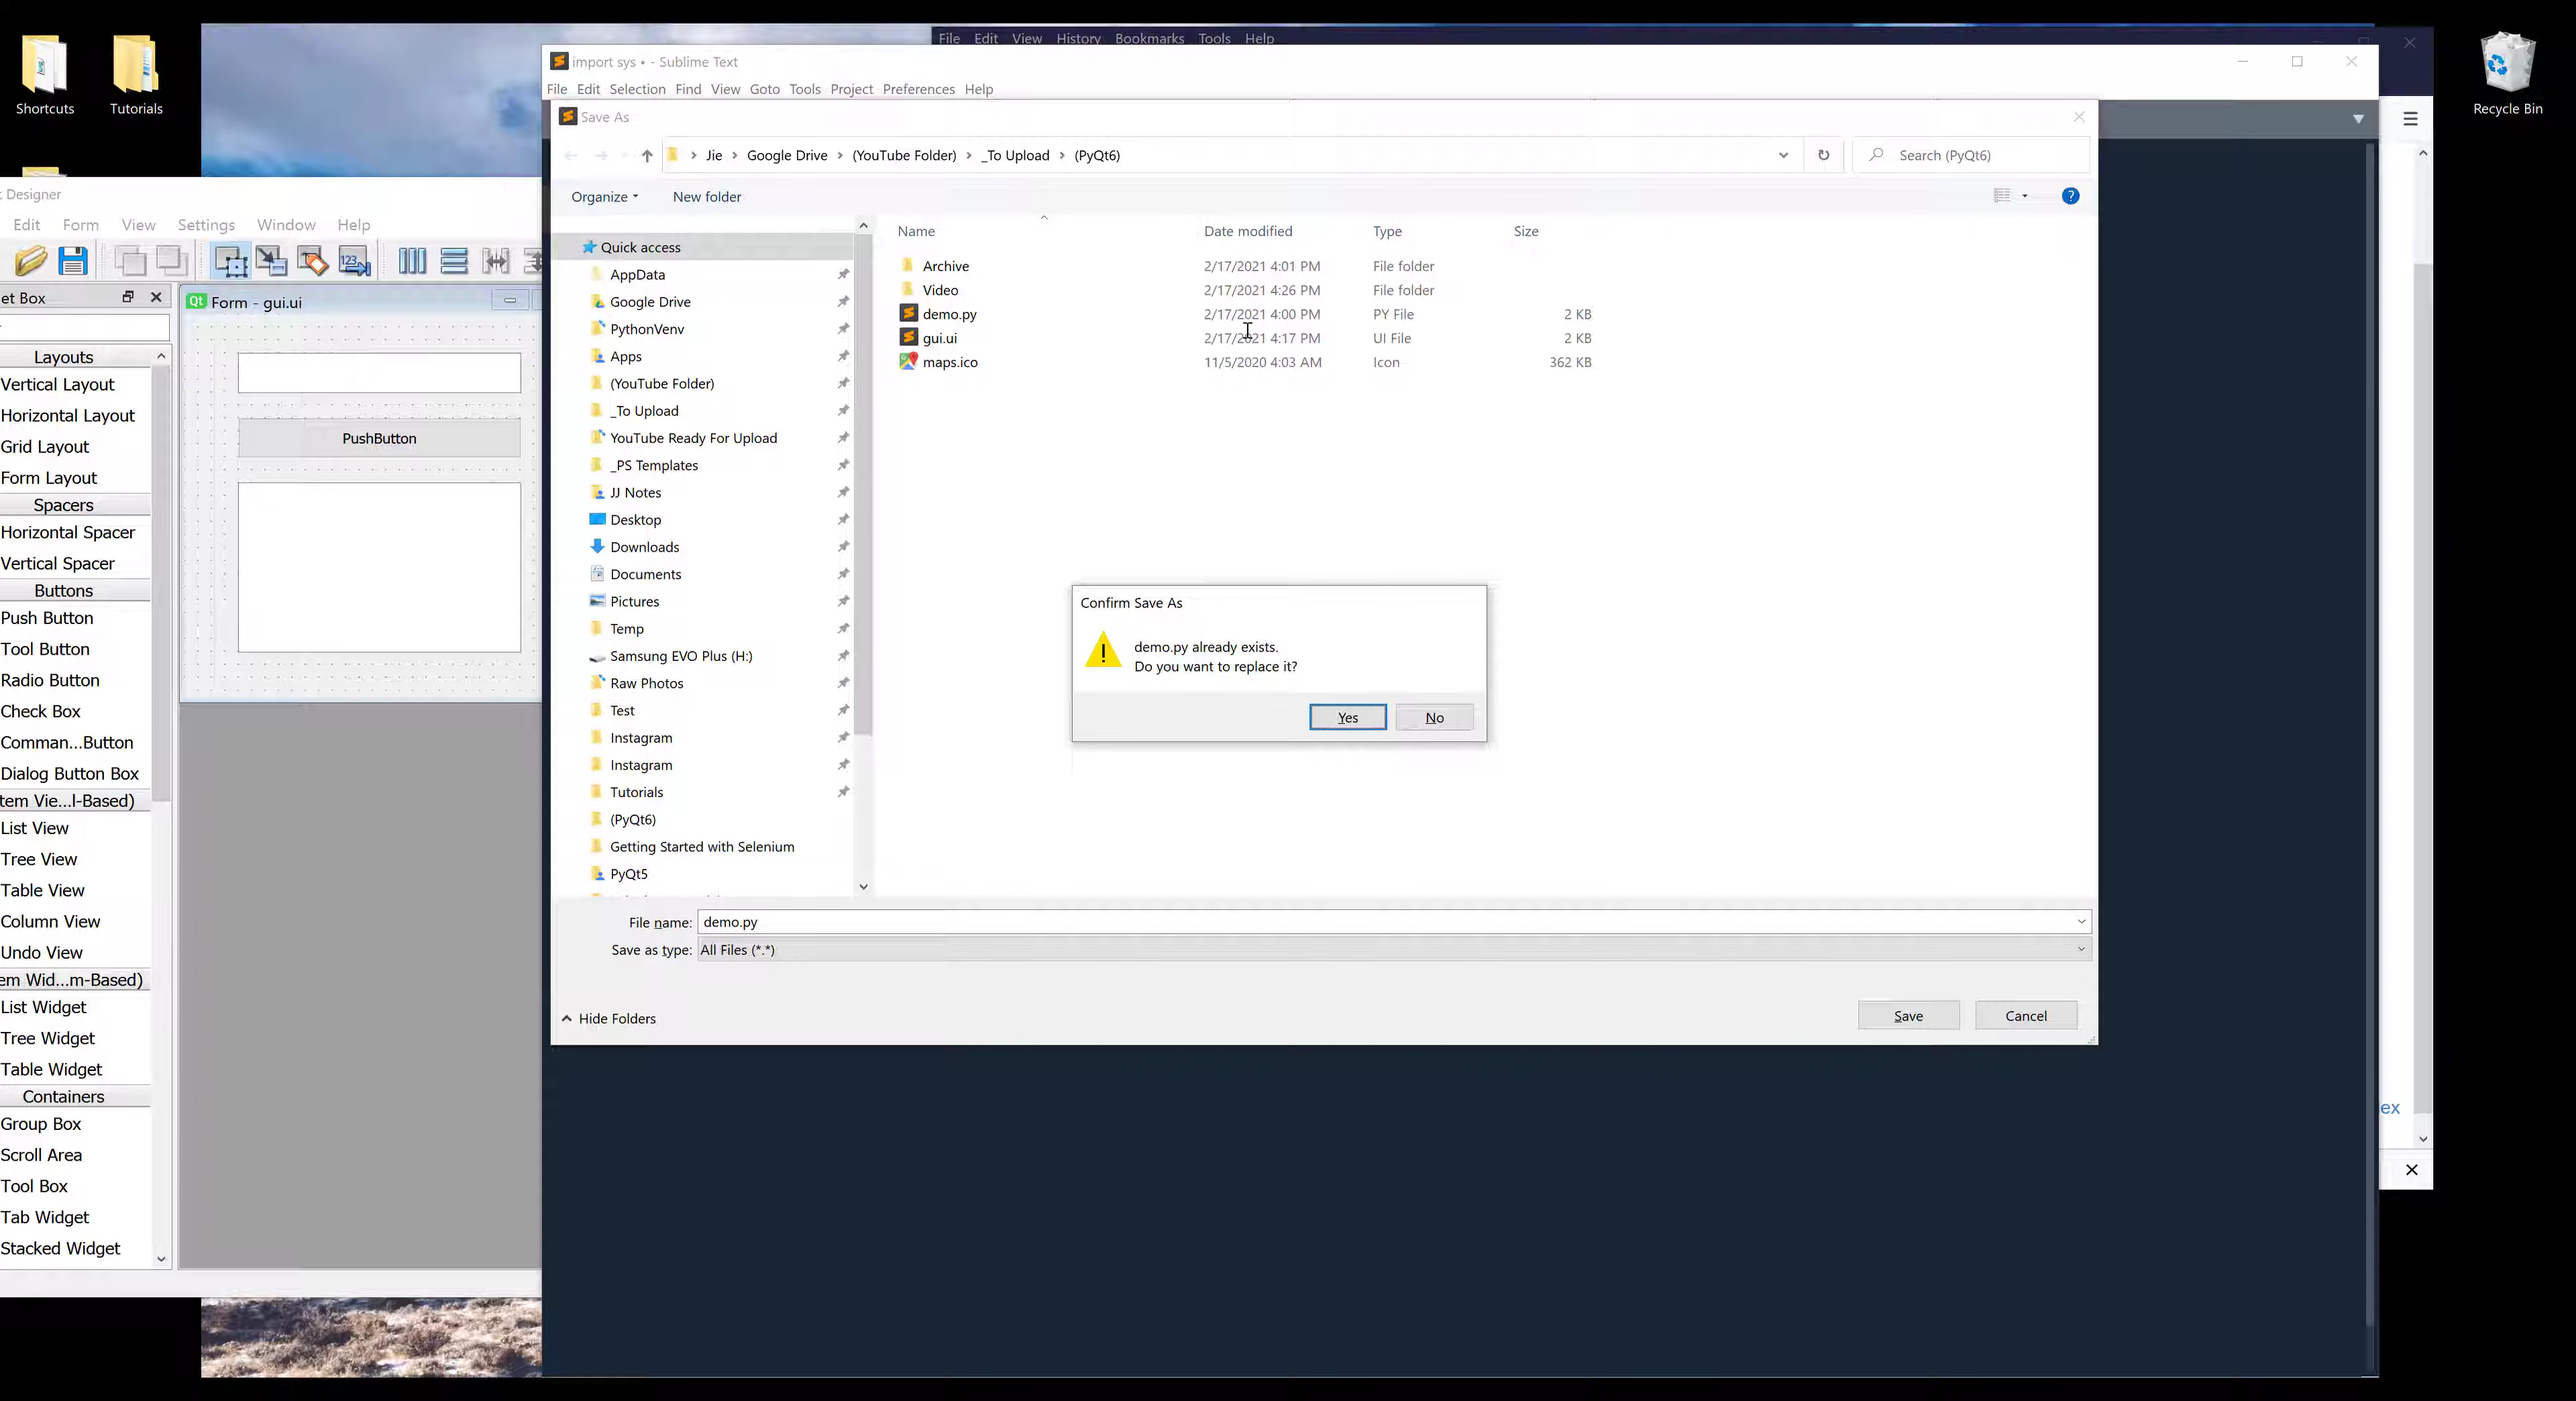 Shortcuts
Tutorials
Recycle Bin
File Edit View History Bookmarks Tools Help
import sys • - Sublime Text
File Edit Selection Find View Goto Tools Project Preferences Help
Save As
Jie > Google Drive > (YouTube Folder) > _To Upload > (PyQt6)
Search (PyQt6)
Organize
New folder
Name Date modified Type Size
Archive 2/17/2021 4:01 PM File folder
Video 2/17/2021 4:26 PM File folder
demo.py 2/17/2021 4:00 PM PY File 2 KB
gui.ui 2/17/2021 4:17 PM UI File 2 KB
maps.ico 11/5/2020 4:03 AM Icon 362 KB
Quick access
AppData
Google Drive
PythonVenv
Apps
(YouTube Folder)
_To Upload
YouTube Ready For Upload
_PS Templates
JJ Notes
Desktop
Downloads
Documents
Pictures
Temp
Samsung EVO Plus (H:)
Raw Photos
Test
Instagram
Instagram
Tutorials
(PyQt6)
Getting Started with Selenium
PyQt5
Confirm Save As
demo.py already exists.
Do you want to replace it?
Yes
No
File name: demo.py
Save as type: All Files (*.*)
Hide Folders
Save
Cancel
t Designer
Edit Form View Settings Window Help
et Box
Form - gui.ui
PushButton
Layouts
Vertical Layout
Horizontal Layout
Grid Layout
Form Layout
Spacers
Horizontal Spacer
Vertical Spacer
Buttons
Push Button
Tool Button
Radio Button
Check Box
Comman...Button
Dialog Button Box
tem Vie...l-Based)
List View
Tree View
Table View
Column View
Undo View
em Wid...m-Based)
List Widget
Tree Widget
Table Widget
Containers
Group Box
Scroll Area
Tool Box
Tab Widget
Stacked Widget
ex